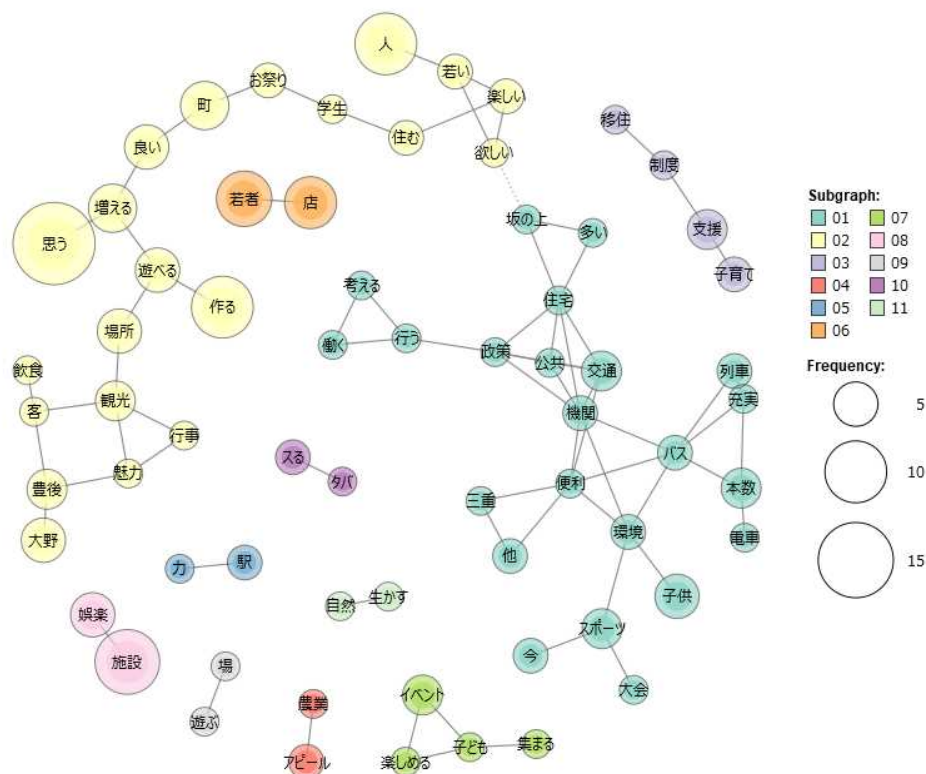 人
若い
お祭り
楽しい
町
学生
住む
移住
良い
欲しい
制度
若者
店
増える
坂の上
多い
支援
思う
遊べる
子育て
考える
住宅
作る
場所
働く
行う
政策
公共
交通
飲食
列車
客
観光
充実
機関
行事
バス
スる
魅力
タバ
三重
便利
本数
豊後
大野
他
環境
電車
力
駅
自然
生かす
子供
娯楽
施設
スポーツ
今
場
大会
遊ぶ
農業
イベント
アピール
楽しめる
子ども
集まる
Subgraph:
01
07
02
08
03
09
04
10
05
11
06
Frequency:
5
10
15